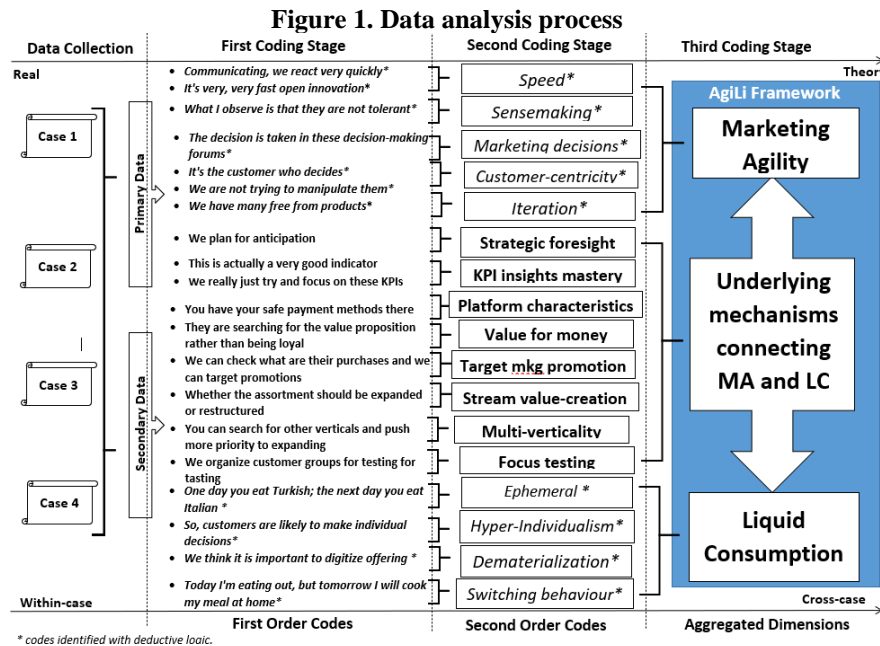 Figure 1. Data analysis process
Data Collection
First Coding Stage
Second Coding Stage
Third Coding Stage
Real
Theor
Case 1
Case 2
Case 3
Case 4
Primary Data
Secondary Data
• Communicating, we react very quickly*
• It's very, very fast open innovation*
• What I observe is that they are not tolerant*
• The decision is taken in these decision-making
forums*
• It's the customer who decides*
• We are not trying to manipulate them*
• We have many free from products*
• We plan for anticipation
• This is actually a very good indicator
• We really just try and focus on these KPIs
• You have your safe payment methods there
• They are searching for the value proposition
rather than being loyal
• We can check what are their purchases and we
can target promotions
• Whether the assortment should be expanded
or restructured
• You can search for other verticals and push
more priority to expanding
• We organize customer groups for testing for
tasting
• One day you eat Turkish; the next day you eat
Italian *
• So, customers are likely to make individual
decisions*
• We think it is important to digitize offering *
• Today I'm eating out, but tomorrow I will cook
my meal at home*
Speed*
Sensemaking*
Marketing decisions*
Customer-centricity*
Iteration*
Strategic foresight
KPI insights mastery
Platform characteristics
Value for money
Target mkg promotion
Stream value-creation
Multi-verticality
Focus testing
Ephemeral *
Hyper-Individualism*
Dematerialization*
Switching behaviour*
AgiLi Framework
Marketing
Agility
Underlying
mechanisms
connecting
MA and LC
Liquid
Consumption
Within-case
Cross-case
First Order Codes
Second Order Codes
Aggregated Dimensions
* codes identified with deductive logic.